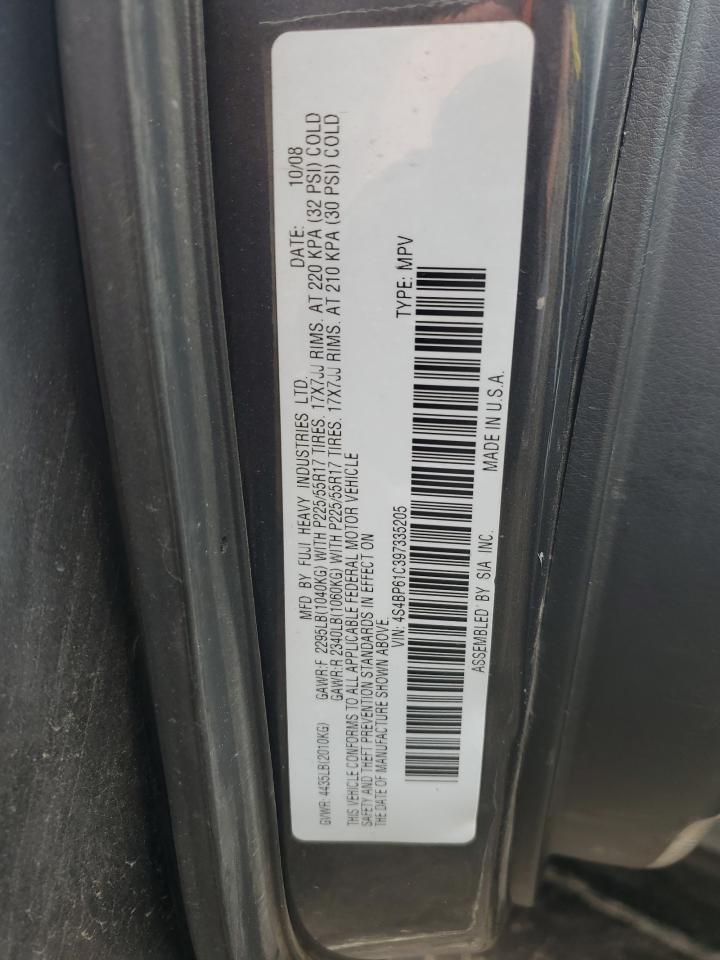 MFD BY FUJI HEAVY INDUSTRIES LTD. DATE: 10/08
GVWR: 4435LB(2010KG) GAWR:F 2295LB(1040KG) WITH P225/55R17 TIRES. 17X7JJ RIMS. AT 220 KPA (32 PSI) COLD
GAWR:R 2340LB(1060KG) WITH P225/55R17 TIRES. 17X7JJ RIMS. AT 210 KPA (30 PSI) COLD
THIS VEHICLE CONFORMS TO ALL APPLICABLE FEDERAL MOTOR VEHICLE
SAFETY AND THEFT PREVENTION STANDARDS IN EFFECT ON
THE DATE OF MANUFACTURE SHOWN ABOVE.
VIN: 4S4BP61C397335205 TYPE: MPV
ASSEMBLED BY SIA INC. MADE IN U.S.A.